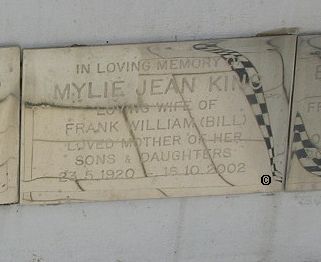 IN LOVING MEMORY OF
MYLIE JEAN KING
LOVING WIFE OF
FRANK WILLIAM (BILL)
LOVED MOTHER OF HER
SONS & DAUGHTERS
23.5.1920 - 15.10.2002
©